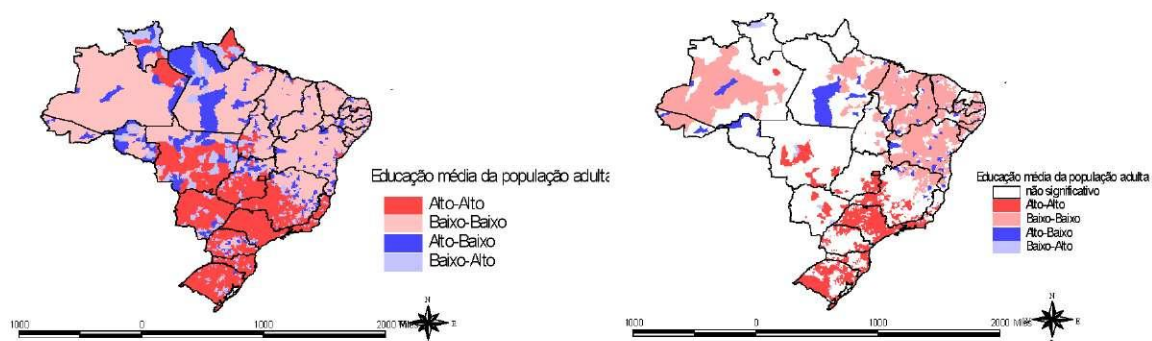 Educação média da população adulta
Alto-Alto
Baixo-Baixo
Alto-Baixo
Baixo-Alto
1000 0 1000 2000 Miles
N
E
S
Educação média da população adulta
não significativo
Alto-Alto
Baixo-Baixo
Alto-Baixo
Baixo-Alto
1000 0 1000 2000 Miles
N
E
S